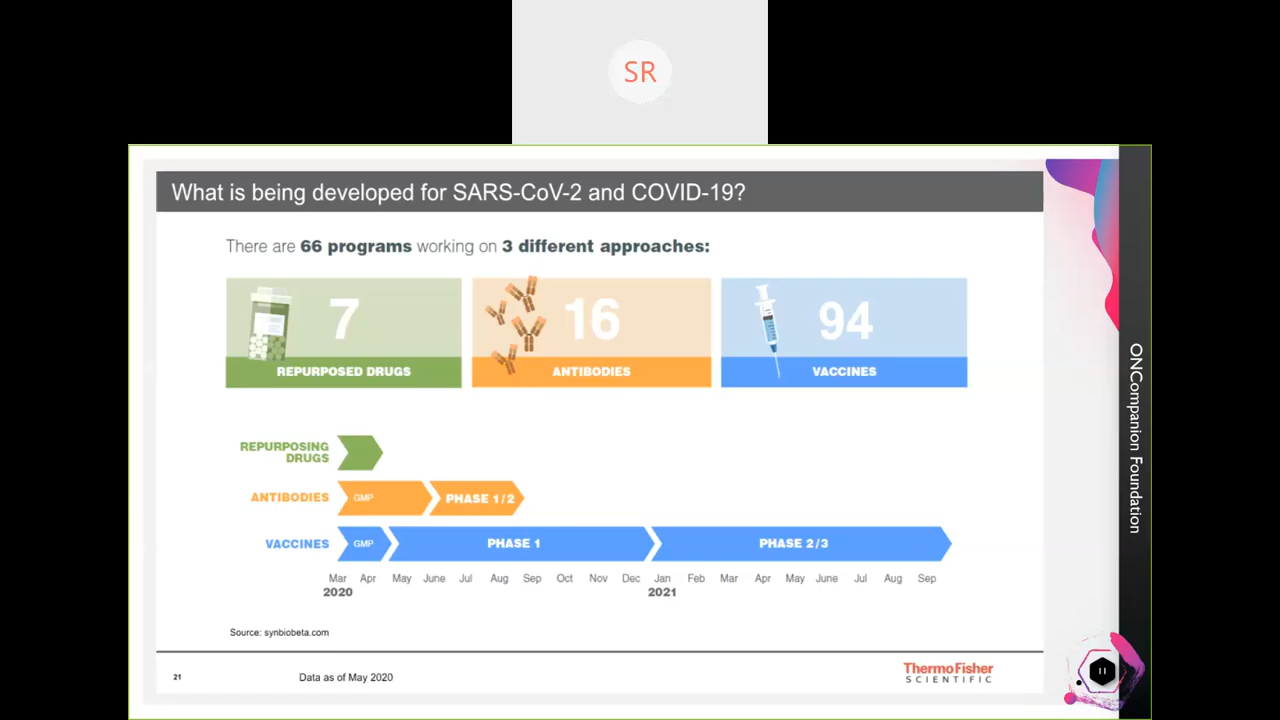 SR
What is being developed for SARS-CoV-2 and COVID-19?
There are 66 programs working on 3 different approaches:
7
REPURPOSED DRUGS
16
ANTIBODIES
94
VACCINES
REPURPOSING
DRUGS
ANTIBODIES
GMP
PHASE 1/2
VACCINES
GMP
PHASE 1
PHASE 2/3
Mar Apr May June Jul Aug Sep Oct Nov Dec Jan Feb Mar Apr May June Jul Aug Sep
2020 2021
Source: synbiobeta.com
21
Data as of May 2020
ThermoFisher
SCIENTIFIC
ONCompanion Foundation
11